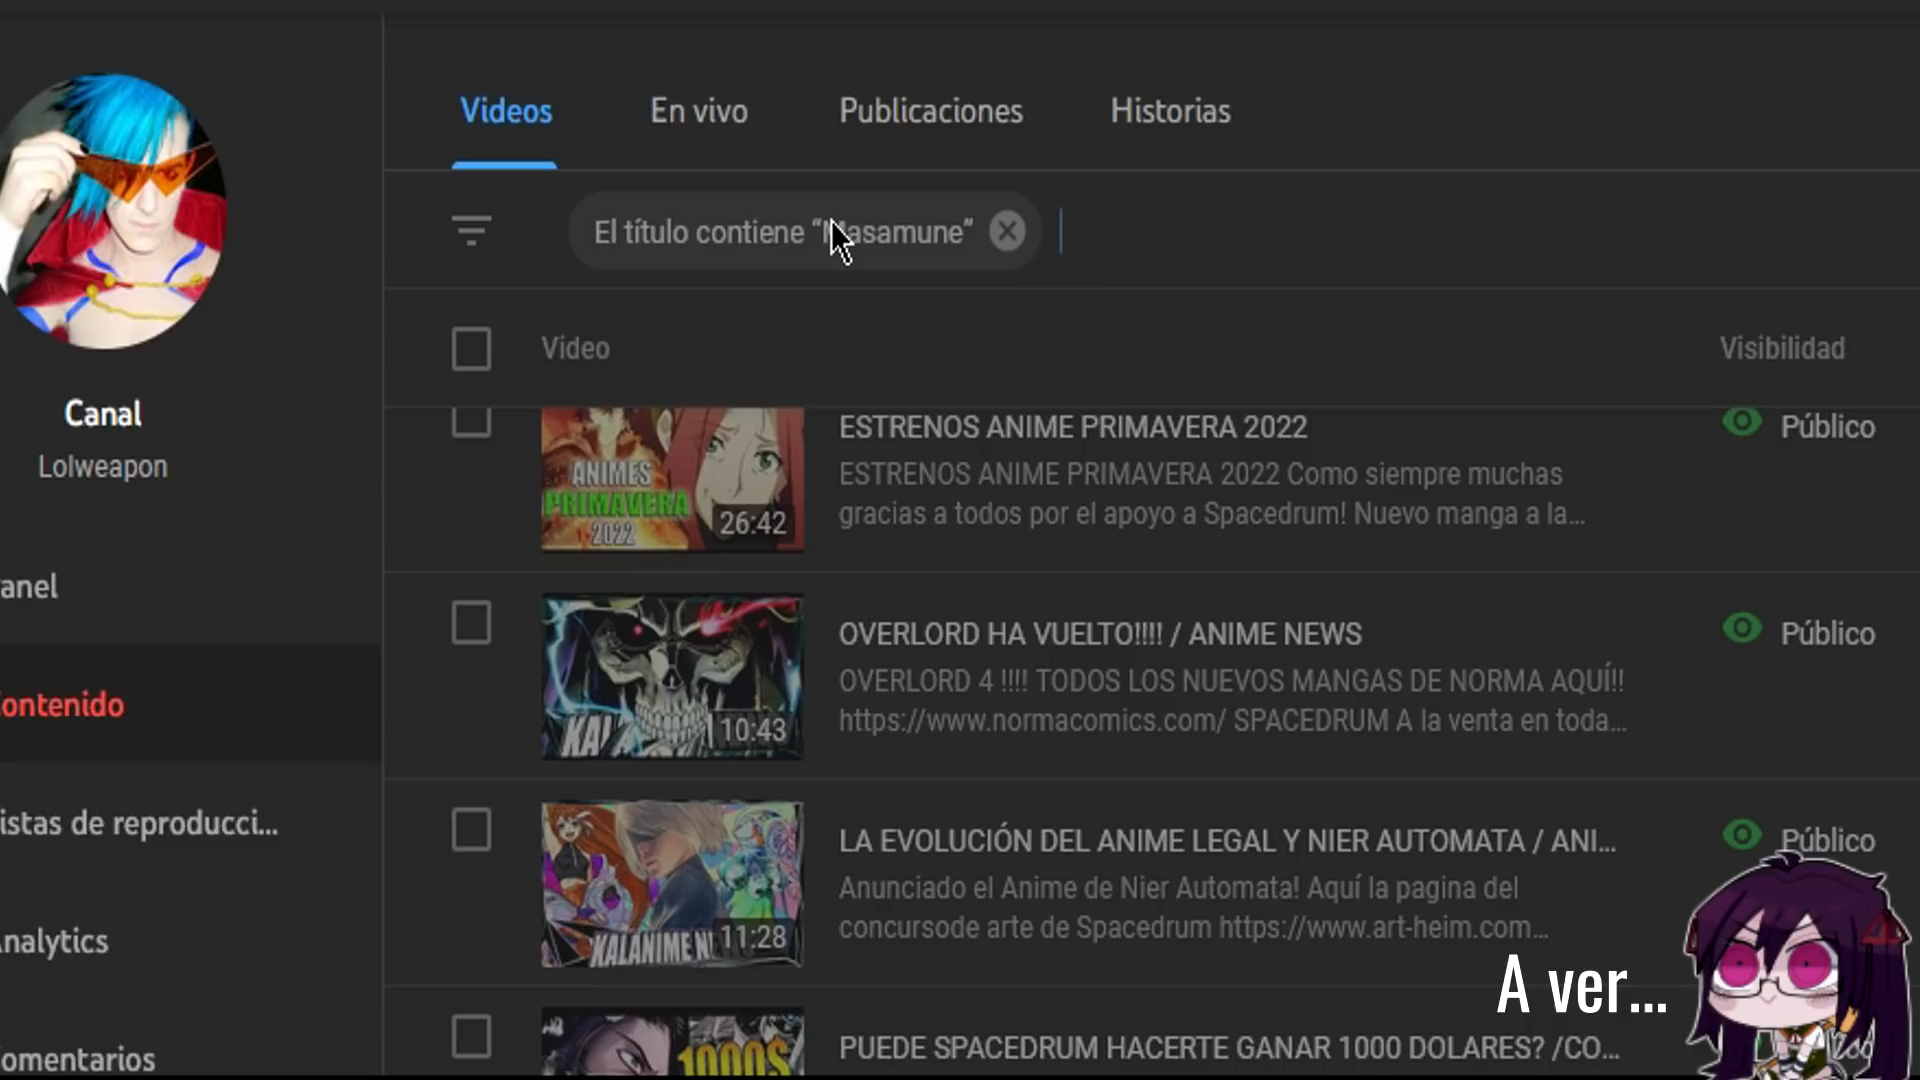 Videos
En vivo
Publicaciones
Historias
El título contiene “Masamune”
Video
Visibilidad
Canal
Lolweapon
anel
ontenido
istas de reproducci...
Analytics
omentarios
ANIMES
PRIMAVERA
2022
26:42
ESTRENOS ANIME PRIMAVERA 2022
ESTRENOS ANIME PRIMAVERA 2022 Como siempre muchas
gracias a todos por el apoyo a Spacedrum! Nuevo manga a la...
Público
KAL
10:43
OVERLORD HA VUELTO!!!! / ANIME NEWS
OVERLORD 4 !!!! TODOS LOS NUEVOS MANGAS DE NORMA AQUÍ!!
https://www.normacomics.com/ SPACEDRUM A la venta en toda...
Público
KALANIME N
11:28
LA EVOLUCIÓN DEL ANIME LEGAL Y NIER AUTOMATA / ANI...
Anunciado el Anime de Nier Automata! Aquí la pagina del
concursode arte de Spacedrum https://www.art-heim.com...
Público
1000$
PUEDE SPACEDRUM HACERTE GANAR 1000 DOLARES? /CO...
A ver...